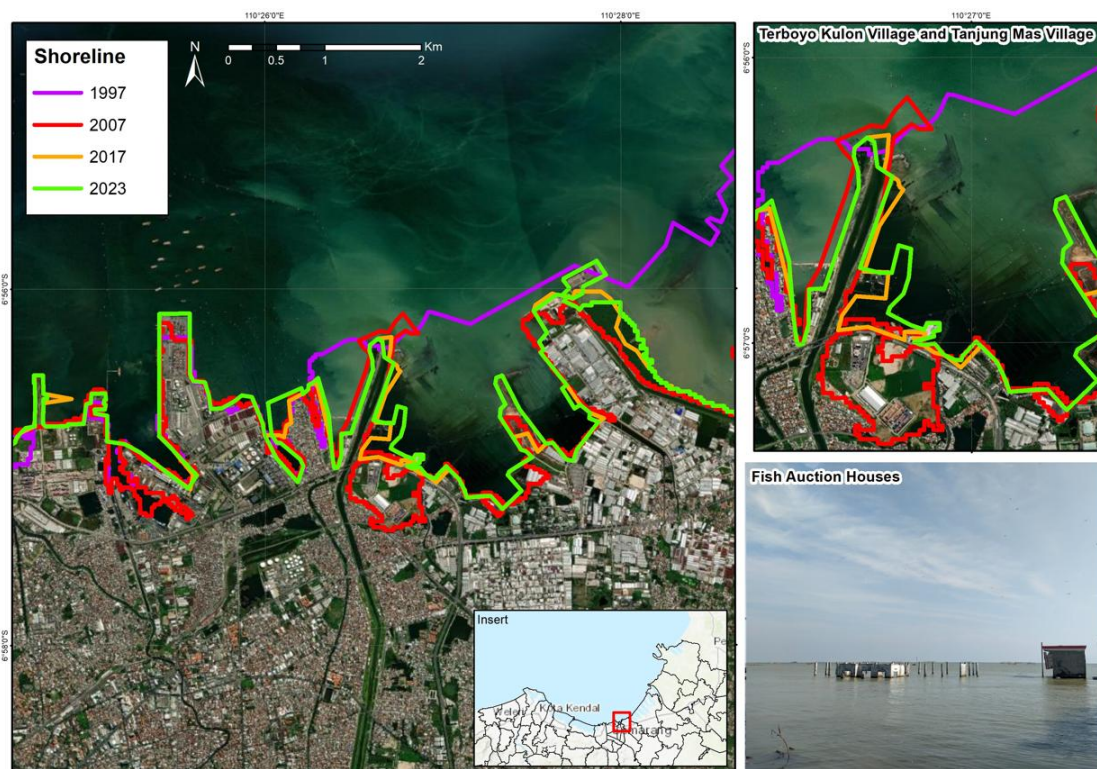 110°26'0"E
110°28'0"E
Shoreline
1997
2007
2017
2023
N
0 0.5 1 2
Km
6°56'0"S
6°58'0"S
Insert
Kota Kendal
110°27'0"E
Terboyo Kulon Village and Tanjung Mas Village
6°56'0"S
6°57'0"S
Fish Auction Houses